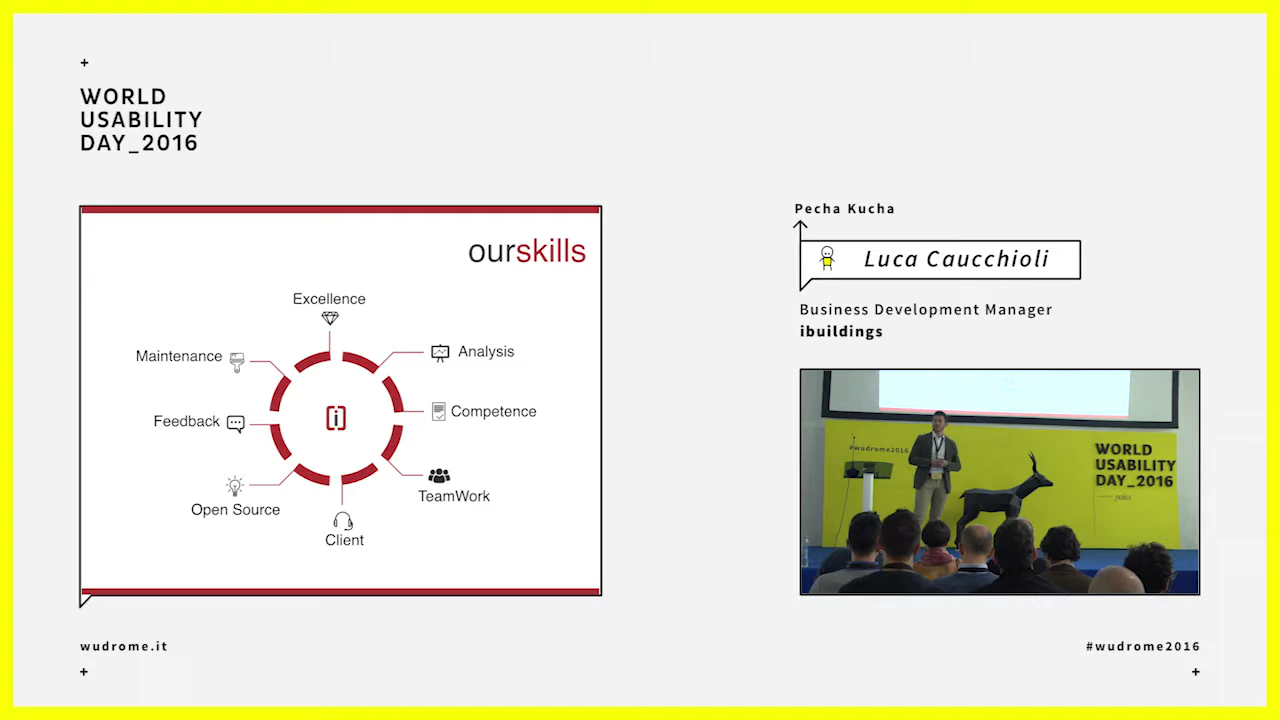 WORLD
USABILITY
DAY_2016
ourskills
Excellence
Maintenance
Analysis
Feedback
Competence
[i]
Open Source
TeamWork
Client
Pecha Kucha
Luca Caucchioli
Business Development Manager
ibuildings
#wudrome2016
WORLD
USABILITY
DAY_2016
wudrome.it
#wudrome2016